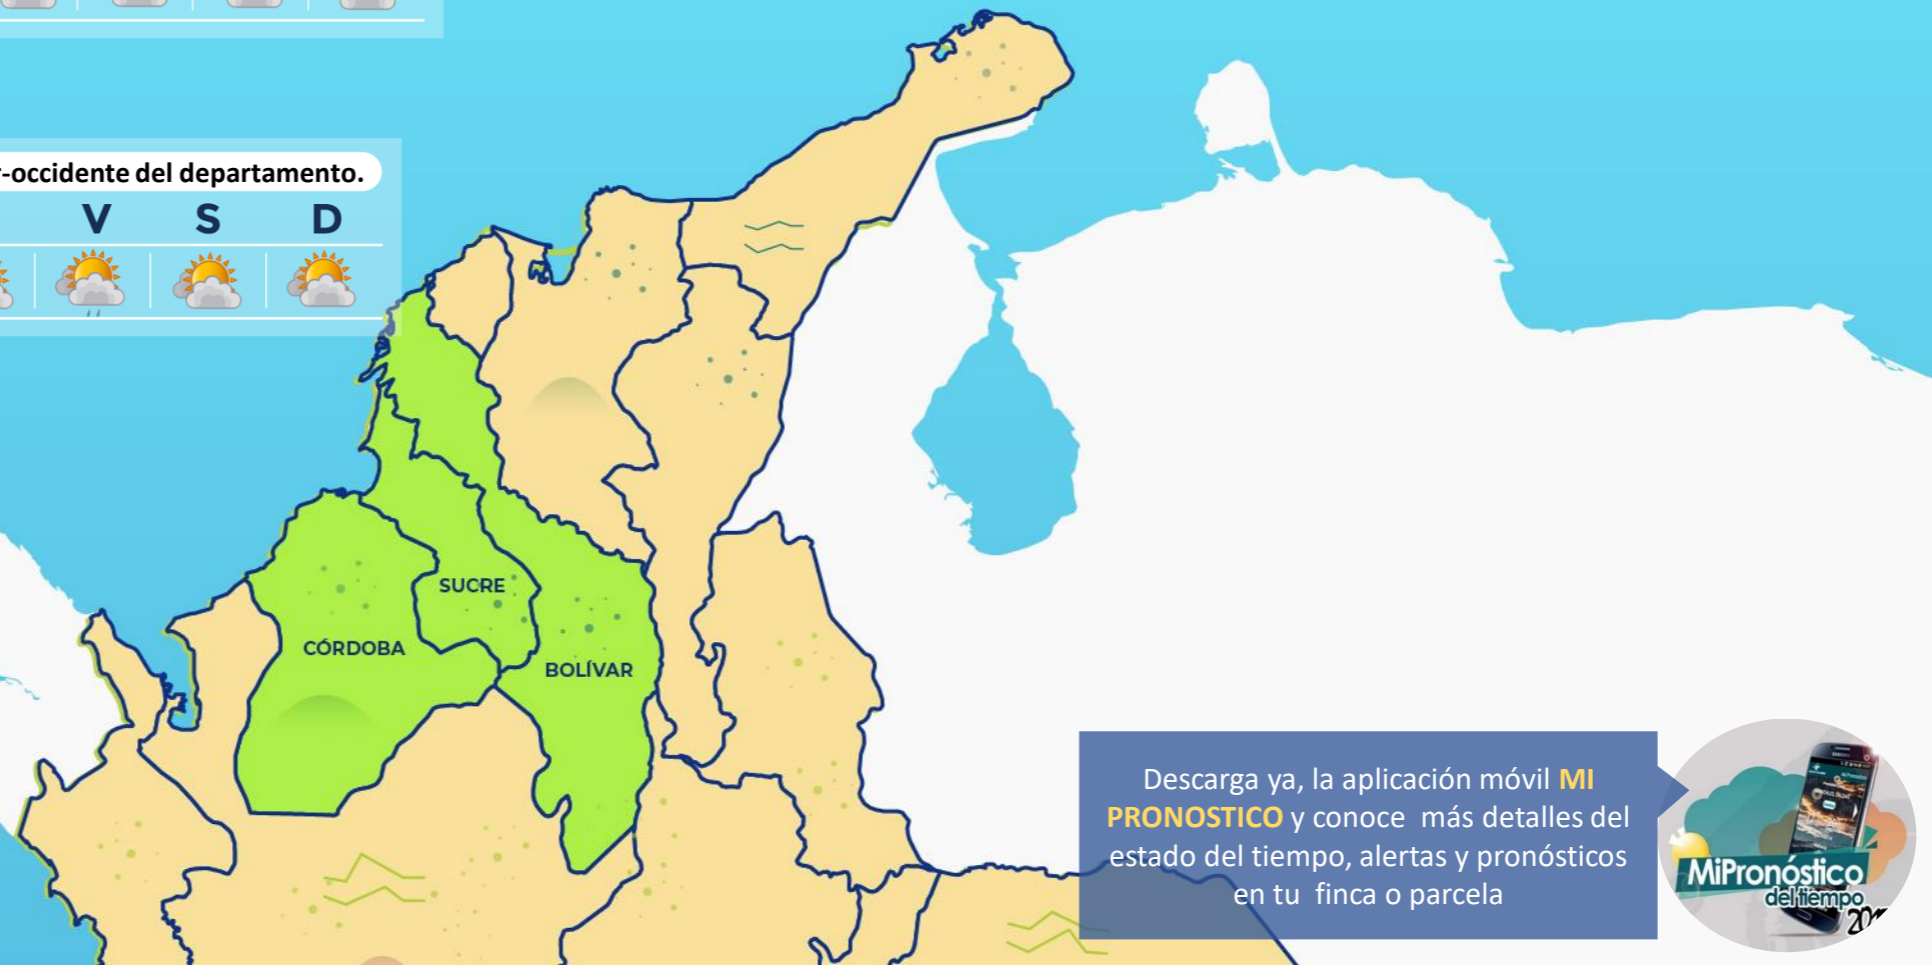 -occidente del departamento.
V S D
SUCRE
CÓRDOBA
BOLÍVAR
Descarga ya, la aplicación móvil MI
PRONOSTICO y conoce más detalles del
estado del tiempo, alertas y pronósticos
en tu finca o parcela
MiPronóstico
del tiempo